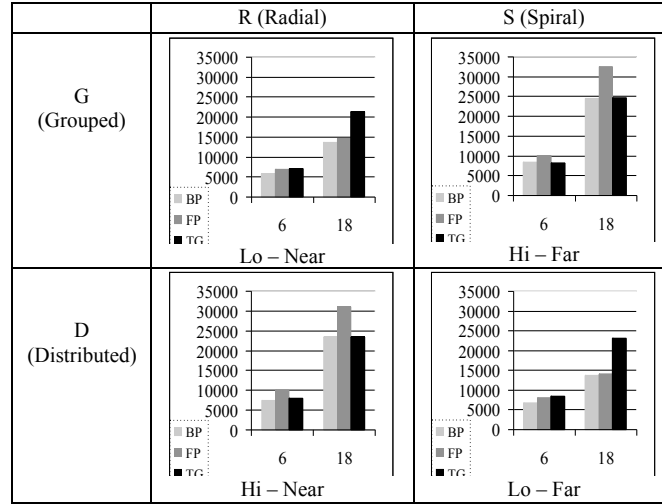 R (Radial)
S (Spiral)
G
(Grouped)
35000
30000
25000
20000
15000
10000
5000
0
BP
FP
TG
6
18
Lo – Near
35000
30000
25000
20000
15000
10000
5000
0
BP
FP
TG
6
18
Hi – Far
D
(Distributed)
35000
30000
25000
20000
15000
10000
5000
0
BP
FP
TG
6
18
Hi – Near
35000
30000
25000
20000
15000
10000
5000
0
BP
FP
TG
6
18
Lo – Far